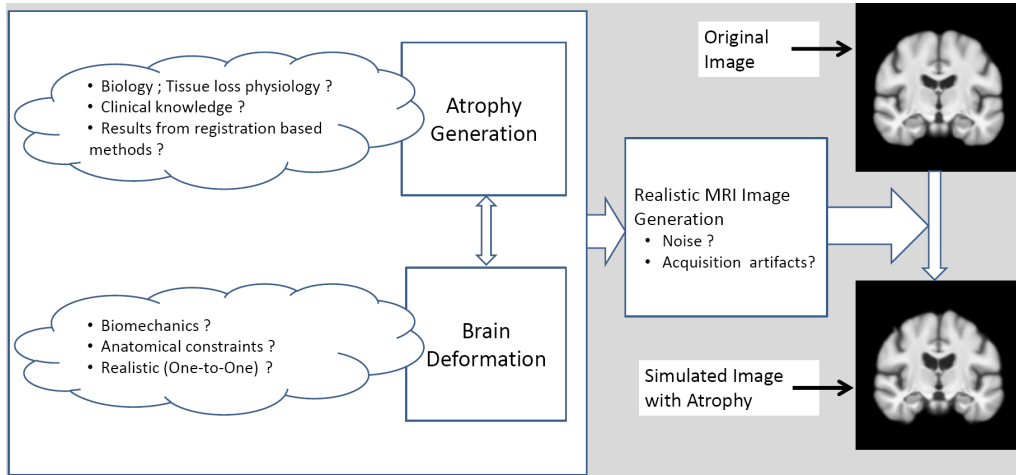 • Biology ; Tissue loss physiology ?
• Clinical knowledge ?
• Results from registration based
methods ?
Atrophy
Generation
• Biomechanics ?
• Anatomical constraints ?
• Realistic (One-to-One) ?
Brain
Deformation
Realistic MRI Image
Generation
• Noise ?
• Acquisition artifacts?
Original
Image
Simulated Image
with Atrophy